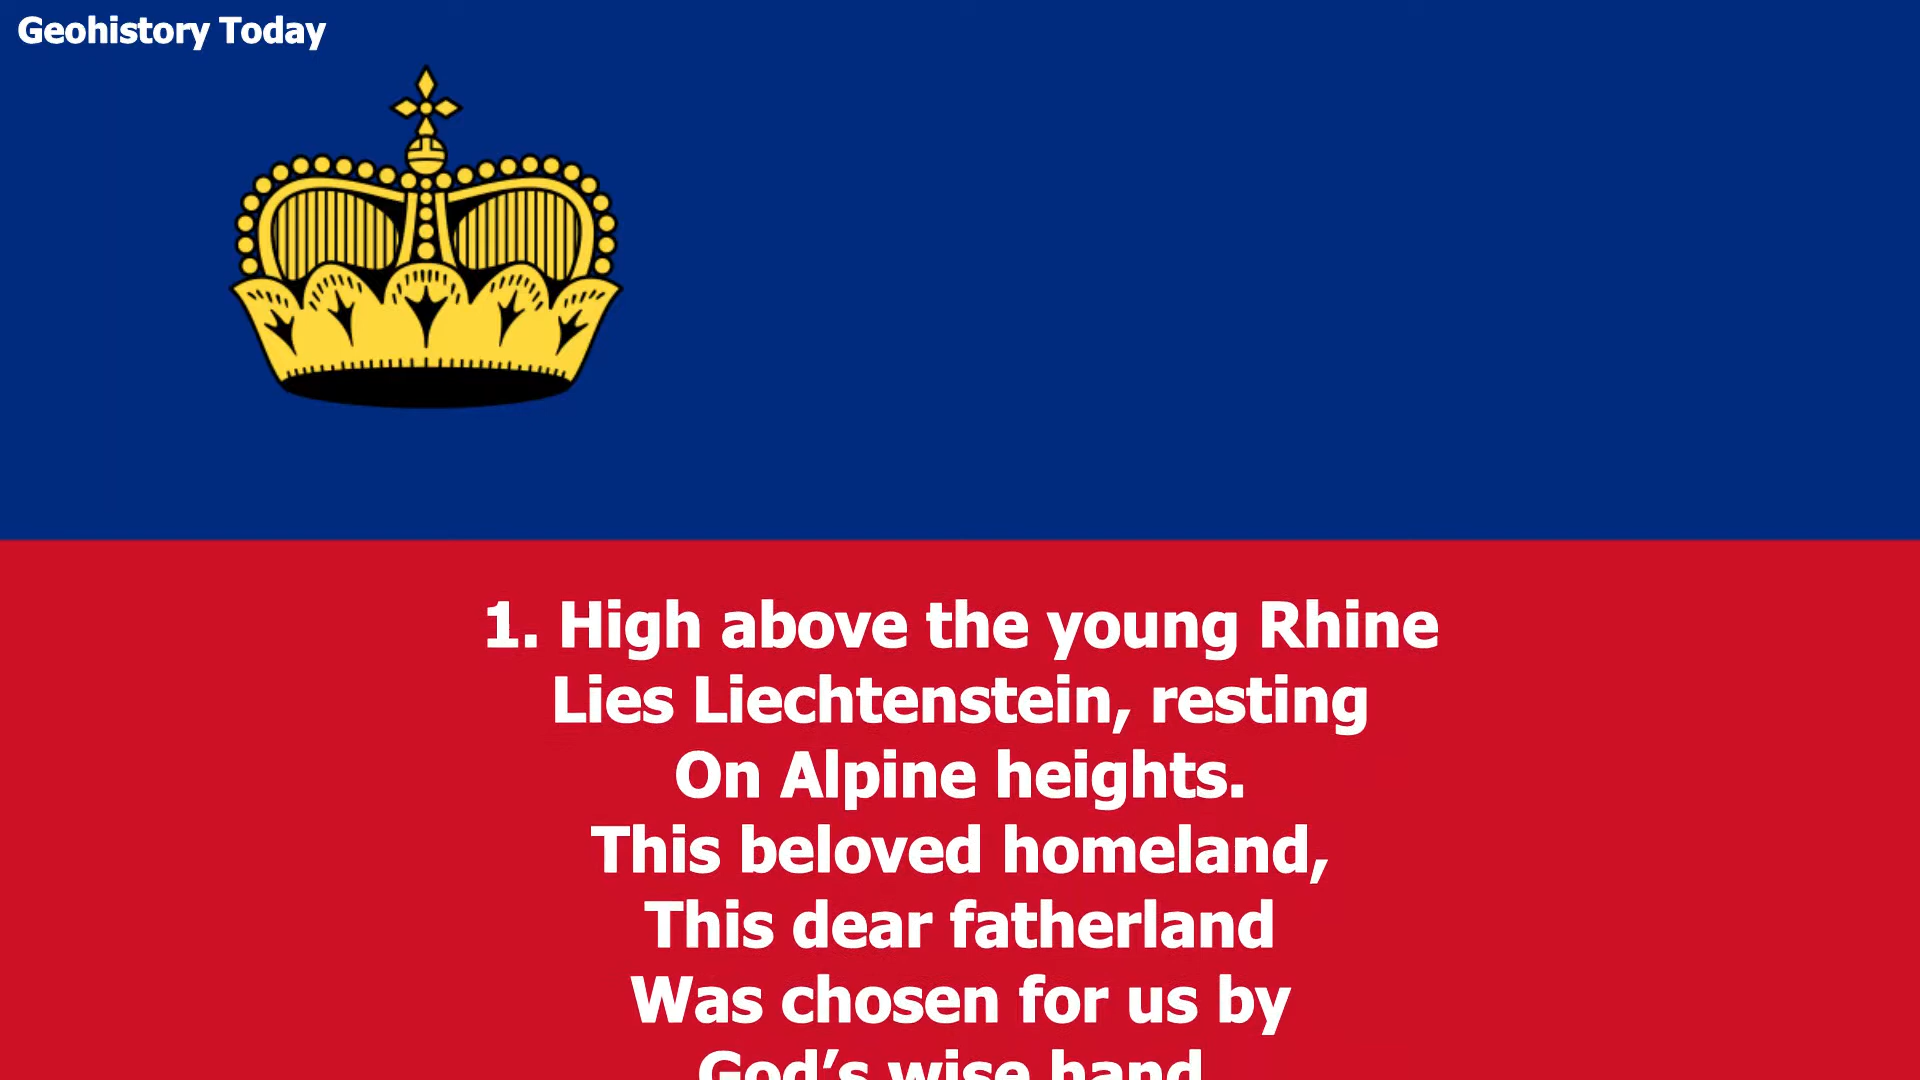 Geohistory Today
1. High above the young Rhine
Lies Liechtenstein, resting
On Alpine heights.
This beloved homeland,
This dear fatherland
Was chosen for us by
God’s wise hand